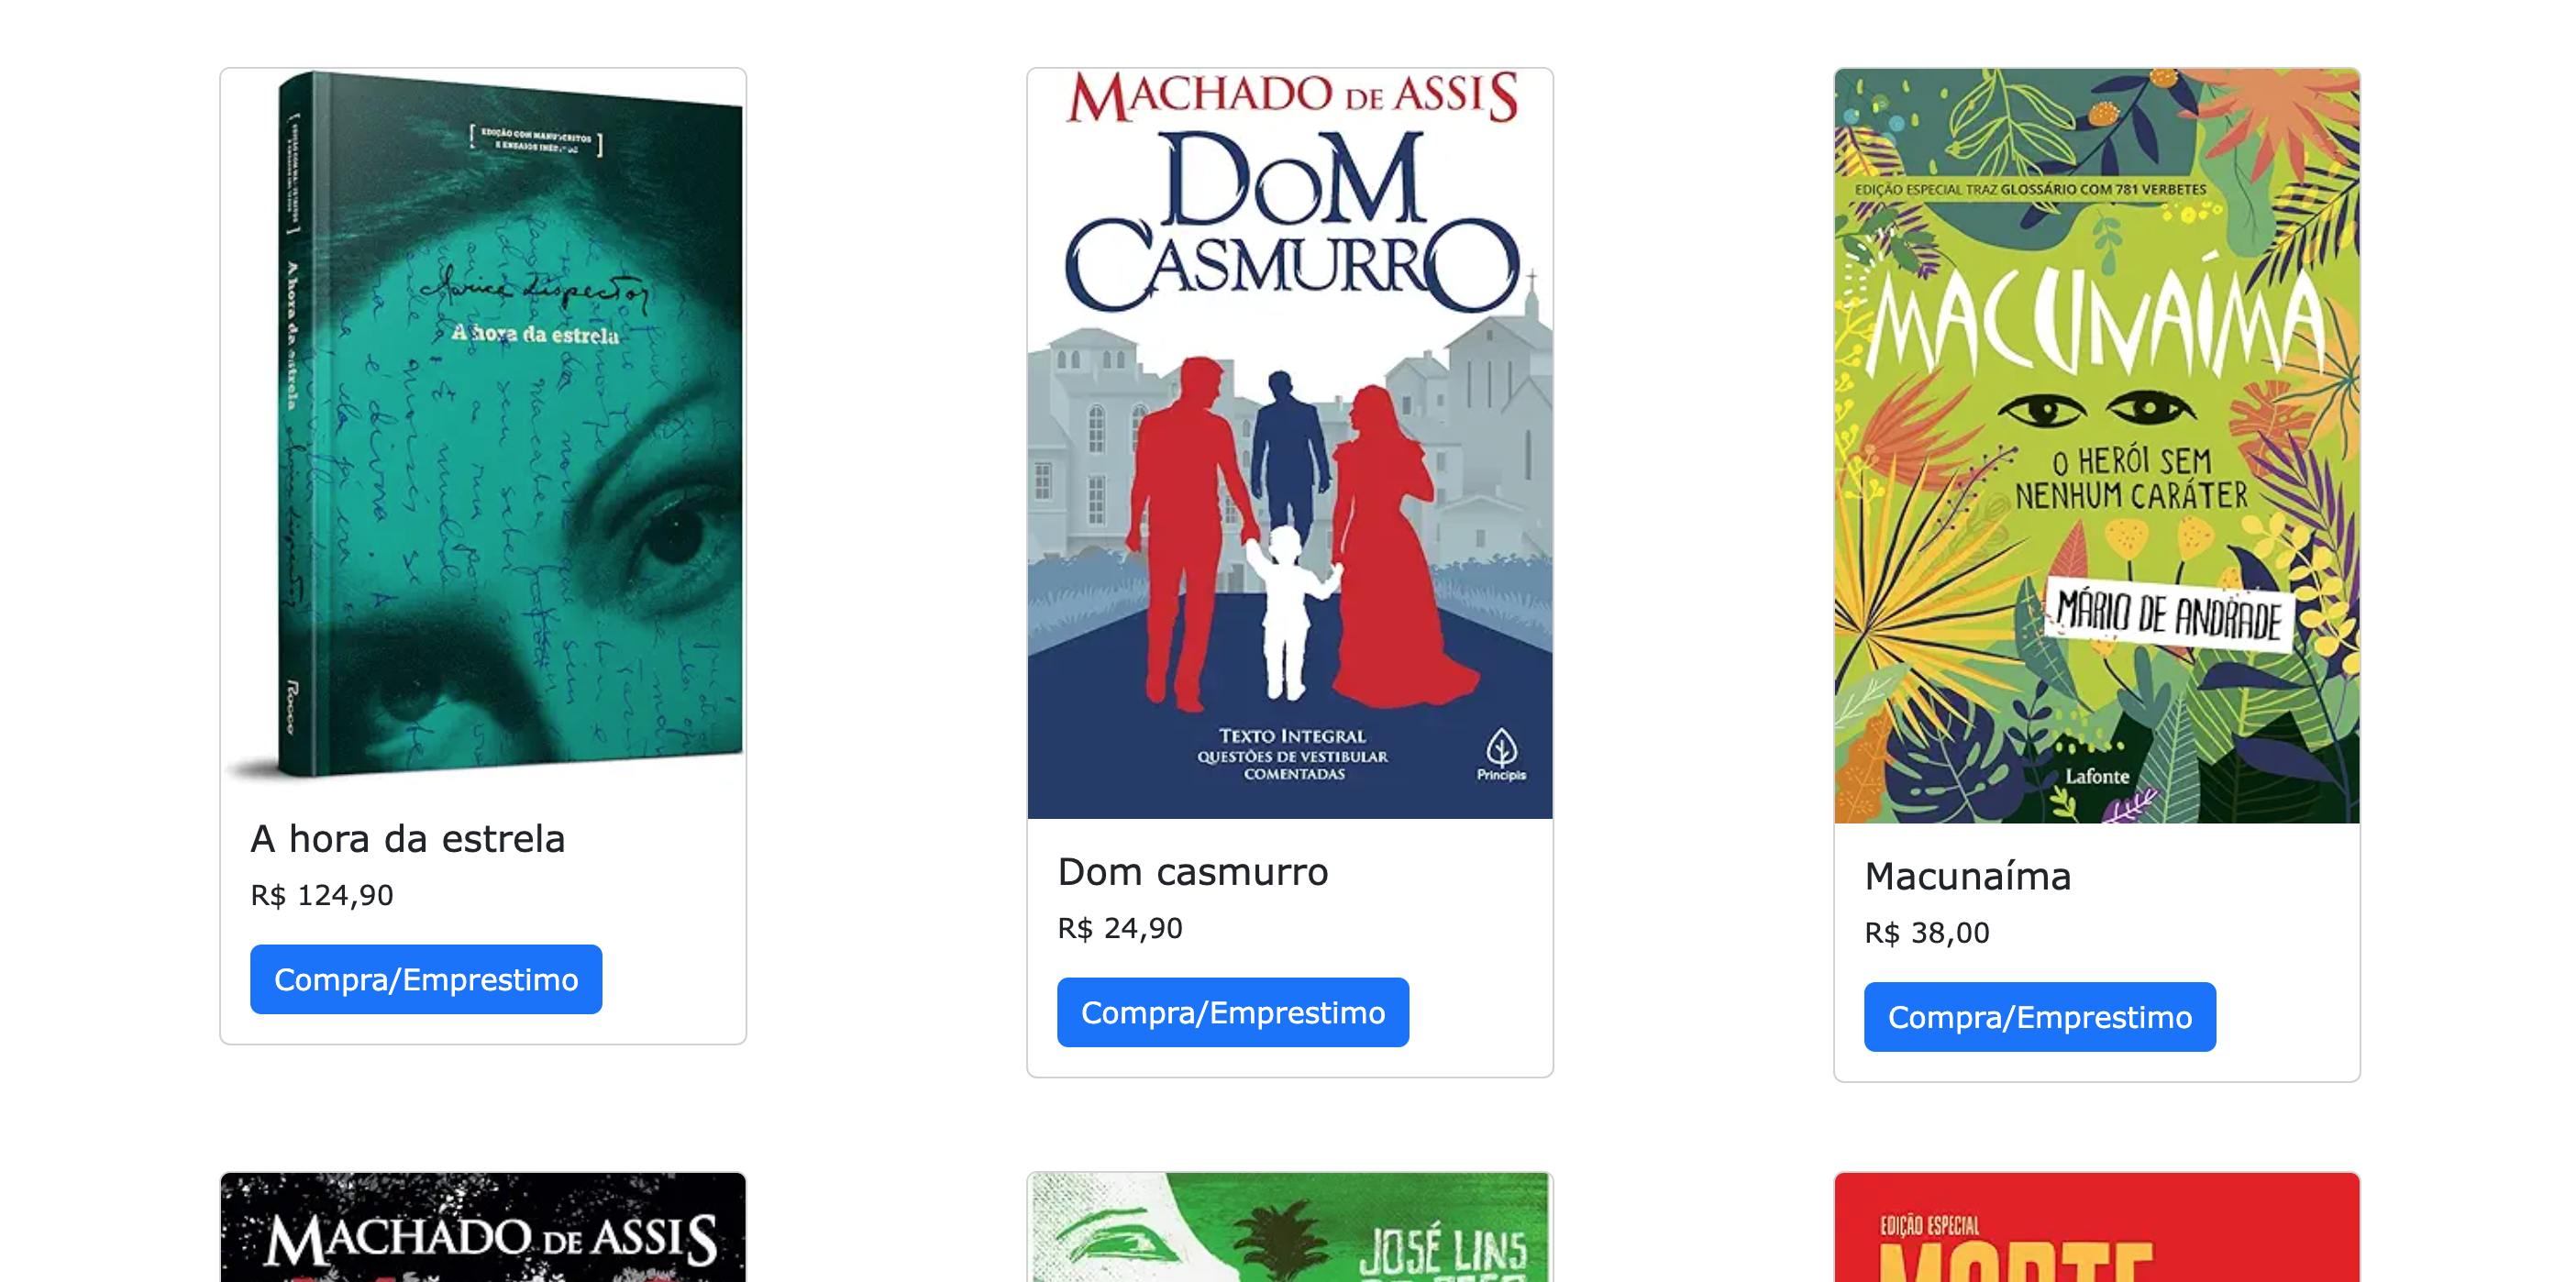 [ EDIÇÃO COM MANUSCRITOS
E ENSAIOS INÉDITOS ]
Clarice Lispector
A hora da estrela
A hora da estrela
Rocco
A hora da estrela
R$ 124,90
Compra/Emprestimo
MACHADO DE ASSIS
DOM
CASMURRO
TEXTO INTEGRAL
QUESTÕES DE VESTIBULAR
COMENTADAS
Principis
Dom casmurro
R$ 24,90
Compra/Emprestimo
EDIÇÃO ESPECIAL TRAZ GLOSSÁRIO COM 781 VERBETES
MACUNAÍMA
O HERÓI SEM
NENHUM CARÁTER
MÁRIO DE ANDRADE
Lafonte
Macunaíma
R$ 38,00
Compra/Emprestimo
MACHADO DE ASSIS
JOSÉ LINS
EDIÇÃO ESPECIAL
MORTE